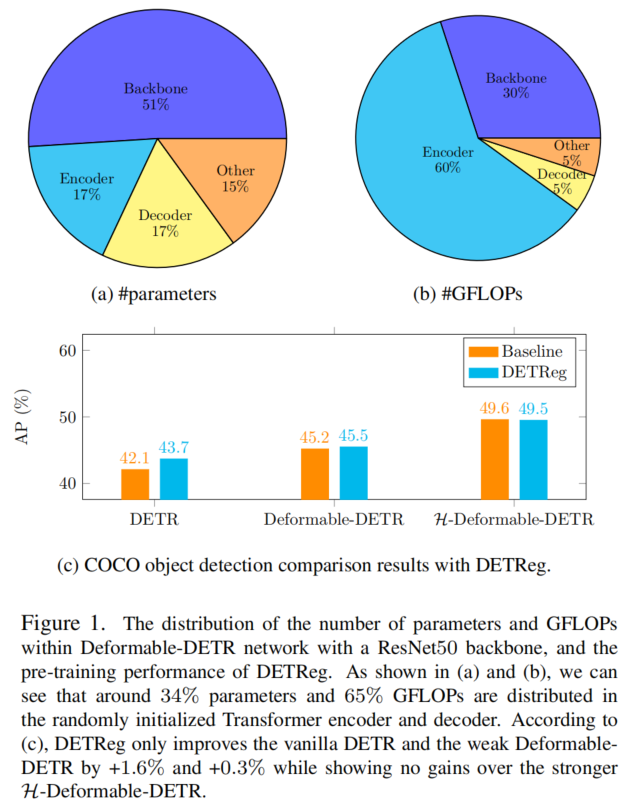 Backbone
51%
Encoder
17%
Decoder
17%
Other
15%
(a) #parameters
Backbone
30%
Encoder
60%
Other
5%
Decoder
5%
(b) #GFLOPs
60
50
40
AP (%)
Baseline
DETReg
42.1
43.7
45.2
45.5
49.6
49.5
DETR
Deformable-DETR
ℋ-Deformable-DETR
(c) COCO object detection comparison results with DETReg.
Figure 1. The distribution of the number of parameters and GFLOPs
within Deformable-DETR network with a ResNet50 backbone, and the
pre-training performance of DETReg. As shown in (a) and (b), we can
see that around 34% parameters and 65% GFLOPs are distributed in
the randomly initialized Transformer encoder and decoder. According to
(c), DETReg only improves the vanilla DETR and the weak Deformable-
DETR by +1.6% and +0.3% while showing no gains over the stronger
ℋ-Deformable-DETR.